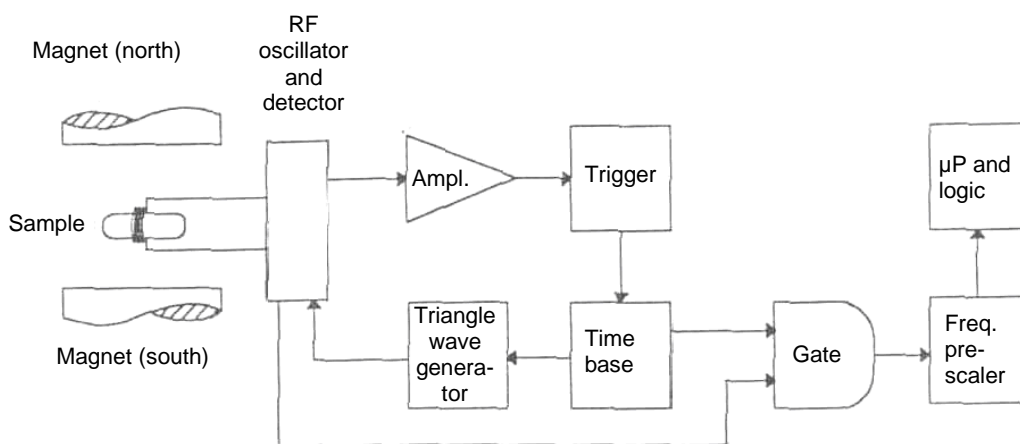 Magnet (north)
RF
oscillator
and
detector
Ampl.
Trigger
µP and
logic
Sample
Triangle
wave
genera-
tor
Time
base
Gate
Freq.
pre-
scaler
Magnet (south)